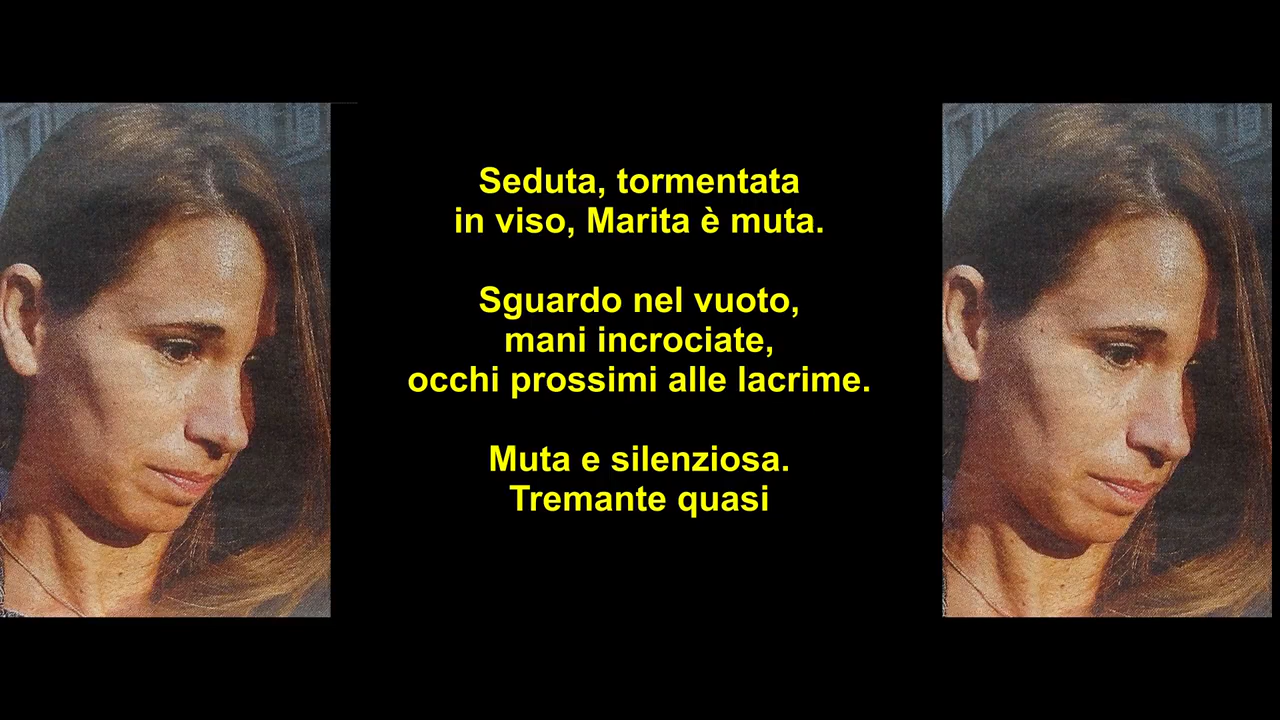 Seduta, tormentata
in viso, Marita è muta.
Sguardo nel vuoto,
mani incrociate,
occhi prossimi alle lacrime.
Muta e silenziosa.
Tremante quasi